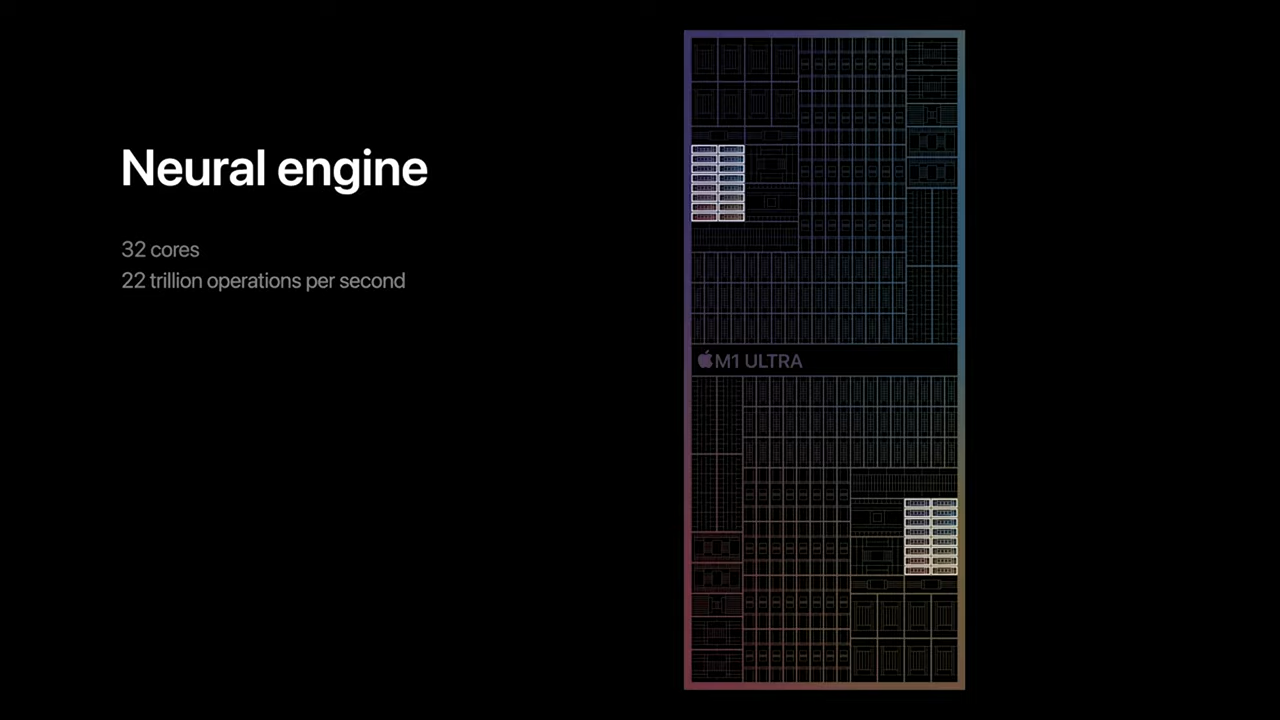 Neural engine
32 cores
22 trillion operations per second
M1 ULTRA